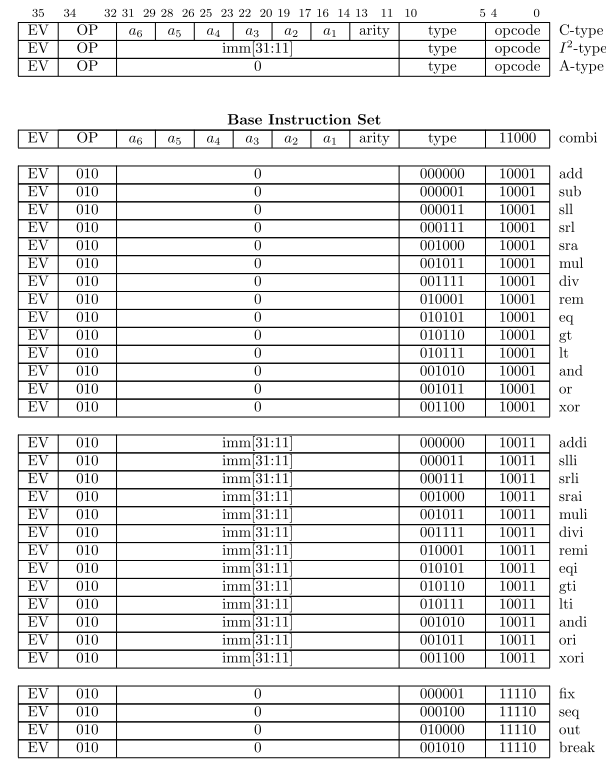 35 34 32 31 29 28 26 25 23 22 20 19 17 16 14 13 11 10 5 4 0
EV OP a6 a5 a4 a3 a2 a1 arity type opcode C-type
EV OP imm[31:11] type opcode I²-type
EV OP 0 type opcode A-type
Base Instruction Set
EV OP a6 a5 a4 a3 a2 a1 arity type 11000 combi
EV 010 0 000000 10001 add
EV 010 0 000001 10001 sub
EV 010 0 000011 10001 sll
EV 010 0 000111 10001 srl
EV 010 0 001000 10001 sra
EV 010 0 001011 10001 mul
EV 010 0 001111 10001 div
EV 010 0 010001 10001 rem
EV 010 0 010101 10001 eq
EV 010 0 010110 10001 gt
EV 010 0 010111 10001 lt
EV 010 0 001010 10001 and
EV 010 0 001011 10001 or
EV 010 0 001100 10001 xor
EV 010 imm[31:11] 000000 10011 addi
EV 010 imm[31:11] 000011 10011 slli
EV 010 imm[31:11] 000111 10011 srli
EV 010 imm[31:11] 001000 10011 srai
EV 010 imm[31:11] 001011 10011 muli
EV 010 imm[31:11] 001111 10011 divi
EV 010 imm[31:11] 010001 10011 remi
EV 010 imm[31:11] 010101 10011 eqi
EV 010 imm[31:11] 010110 10011 gti
EV 010 imm[31:11] 010111 10011 lti
EV 010 imm[31:11] 001010 10011 andi
EV 010 imm[31:11] 001011 10011 ori
EV 010 imm[31:11] 001100 10011 xori
EV 010 0 000001 11110 fix
EV 010 0 000100 11110 seq
EV 010 0 010000 11110 out
EV 010 0 001010 11110 break